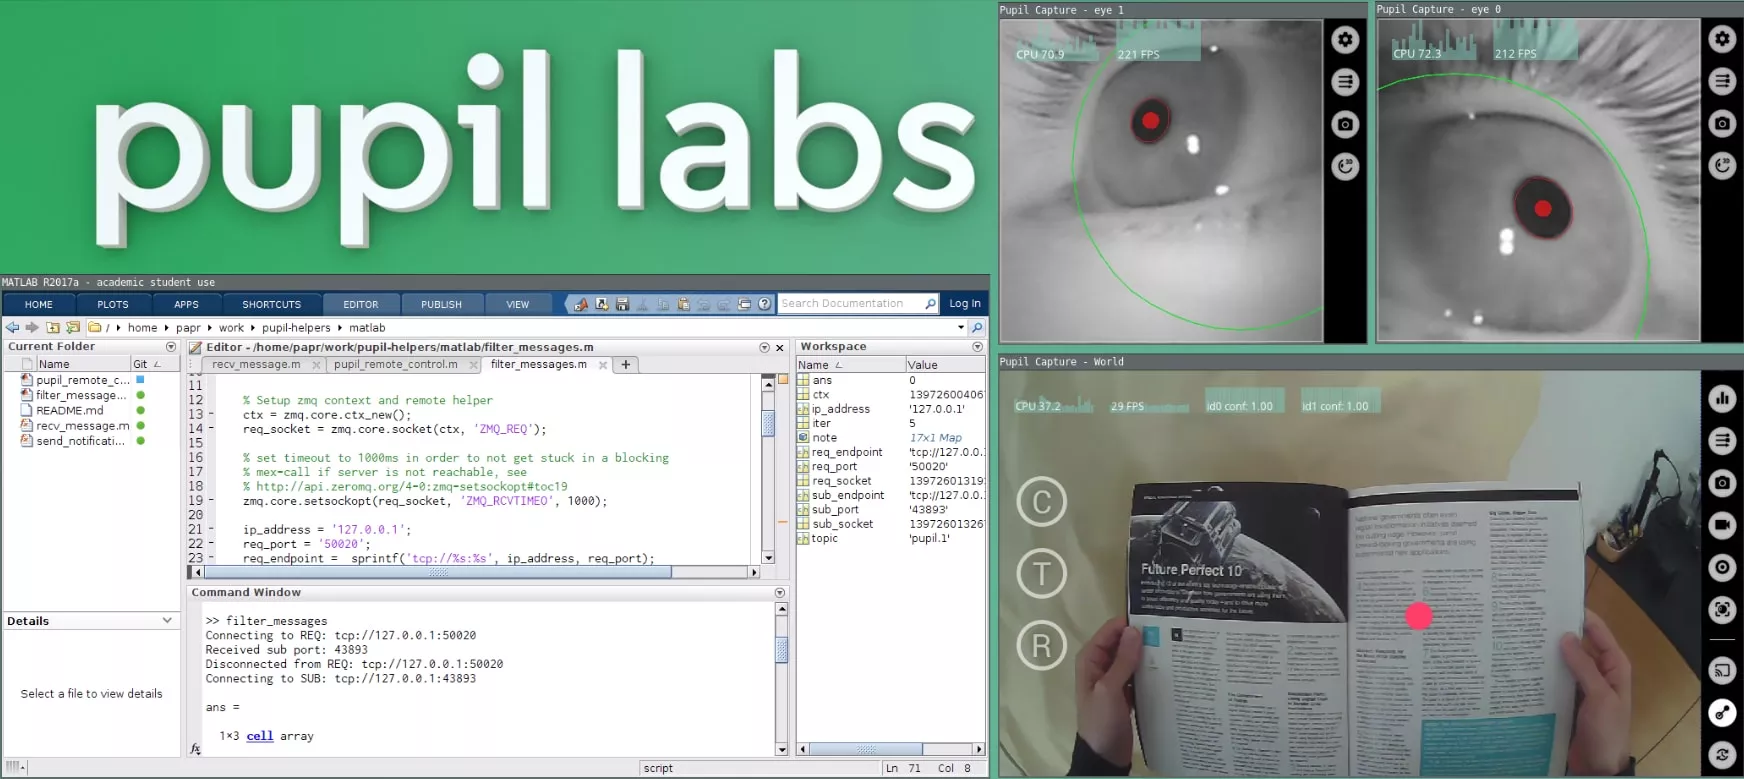 pupil labs
MATLAB R2017a - academic student use
HOME PLOTS APPS SHORTCUTS EDITOR PUBLISH VIEW Search Documentation Log In
/ home papr work pupil-helpers matlab
Current Folder
Name Git
pupil_remote_c...
filter_message...
README.md
recv_message.m
send_notificati...
Details
Select a file to view details
Editor - /home/papr/work/pupil-helpers/matlab/filter_messages.m
recv_message.m pupil_remote_control.m filter_messages.m +
11
12 % Setup zmq context and remote helper
13 - ctx = zmq.core.ctx_new();
14 - req_socket = zmq.core.socket(ctx, 'ZMQ_REQ');
15
16 % set timeout to 1000ms in order to not get stuck in a blocking
17 % mex-call if server is not reachable, see
18 % http://api.zeromq.org/4-0:zmq-setsockopt#toc19
19 - zmq.core.setsockopt(req_socket, 'ZMQ_RCVTIMEO', 1000);
20
21 - ip_address = '127.0.0.1';
22 - req_port = '50020';
23 - req_endpoint = sprintf('tcp://%s:%s', ip_address, req_port);
Command Window
>> filter_messages
Connecting to REQ: tcp://127.0.0.1:50020
Received sub port: 43893
Disconnected from REQ: tcp://127.0.0.1:50020
Connecting to SUB: tcp://127.0.0.1:43893
ans =
1×3 cell array
fx
script Ln 71 Col 8
Workspace
Name Value
ans 0
ctx 13972600406
ip_address '127.0.0.1'
iter 5
note 17x1 Map
req_endpoint 'tcp://127.0.0.
req_port '50020'
req_socket 13972601319
sub_endpoint 'tcp://127.0.0.
sub_port '43893'
sub_socket 13972601326
topic 'pupil.1'
Pupil Capture - eye 1
CPU 70.9 221 FPS
Pupil Capture - eye 0
CPU 72.3 212 FPS
3D
3D
Pupil Capture - World
CPU 37.2 29 FPS id0 conf: 1.00 id1 conf: 1.00
C
T
R
Future Perfect 10